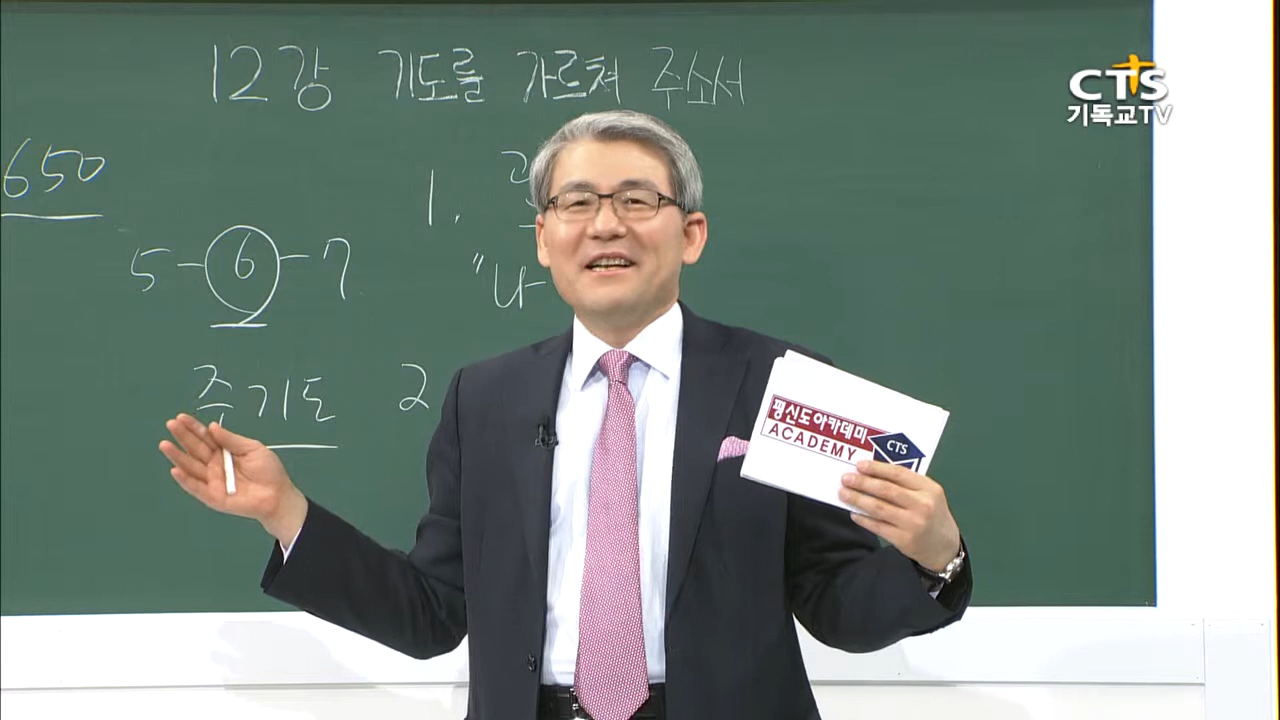 12강 기도를 가르쳐 주소서
CTS
기독교TV
650
1.
5-6-7
"나
주기도 2
평신도아카데미
ACADEMY
CTS